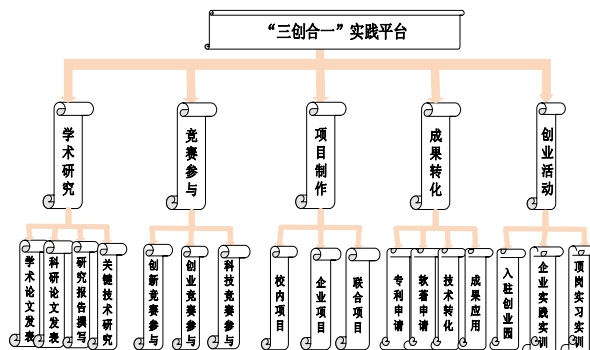 “三创合一”实践平台
学术研究
竞赛参与
项目制作
成果转化
创业活动
学术论文发表
科研论文发表
研究报告撰写
关键技术研究
创新竞赛参与
创业竞赛参与
科技竞赛参与
校内项目
企业项目
联合项目
专利申请
软著申请
技术转化
成果应用
入驻创业园
企业实践实训
顶岗实习实训